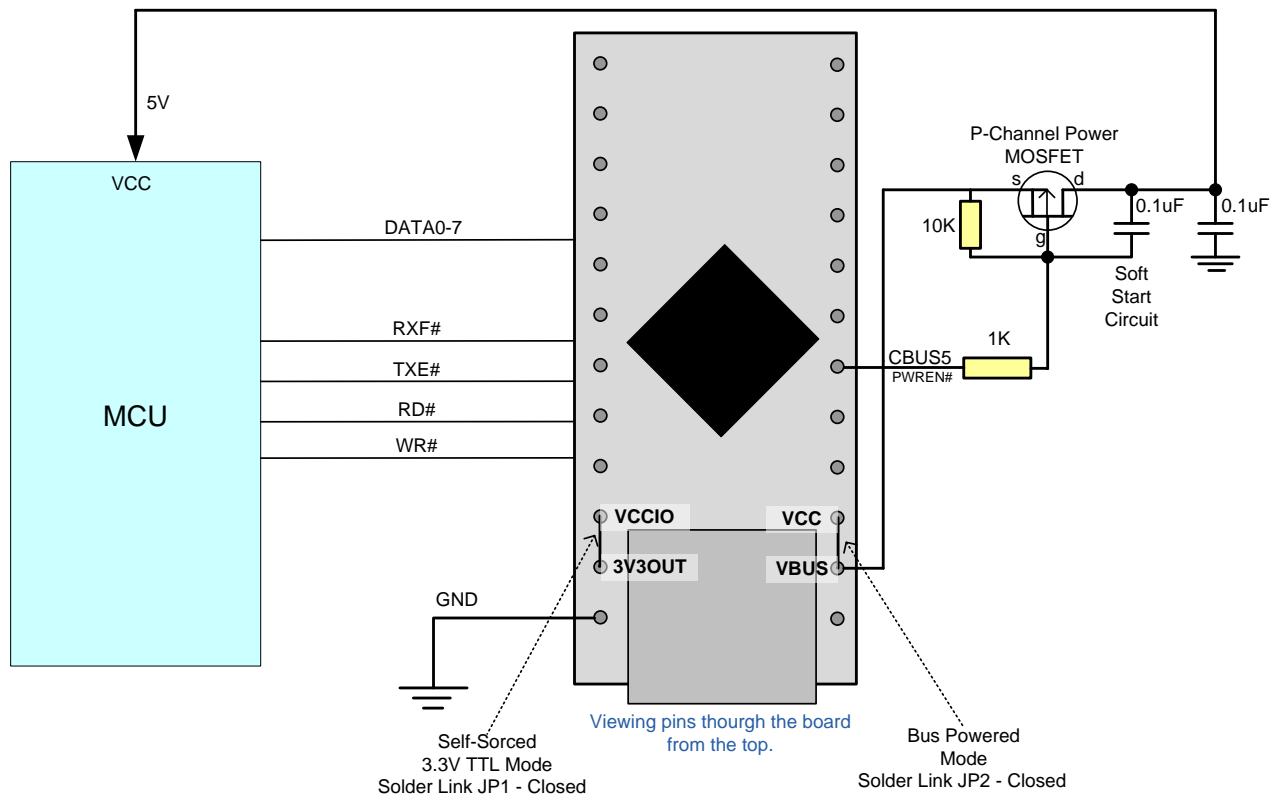 5V
VCC
MCU
DATA0-7
RXF#
TXE#
RD#
WR#
GND
VCCIO
3V3OUT
VCC
VBUS
P-Channel Power
MOSFET
s
d
g
10K
0.1uF
0.1uF
Soft
Start
Circuit
1K
CBUS5
PWREN#
Viewing pins thourgh the board
from the top.
Self-Sorced
3.3V TTL Mode
Solder Link JP1 - Closed
Bus Powered
Mode
Solder Link JP2 - Closed